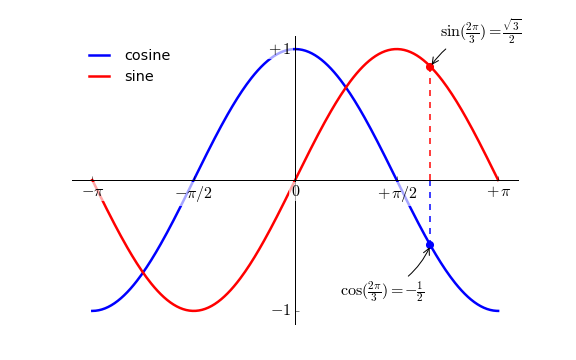 sin(2π/3)=√3/2
+1
cosine
sine
−π
−π/2
0
+π/2
+π
cos(2π/3)=−1/2
−1